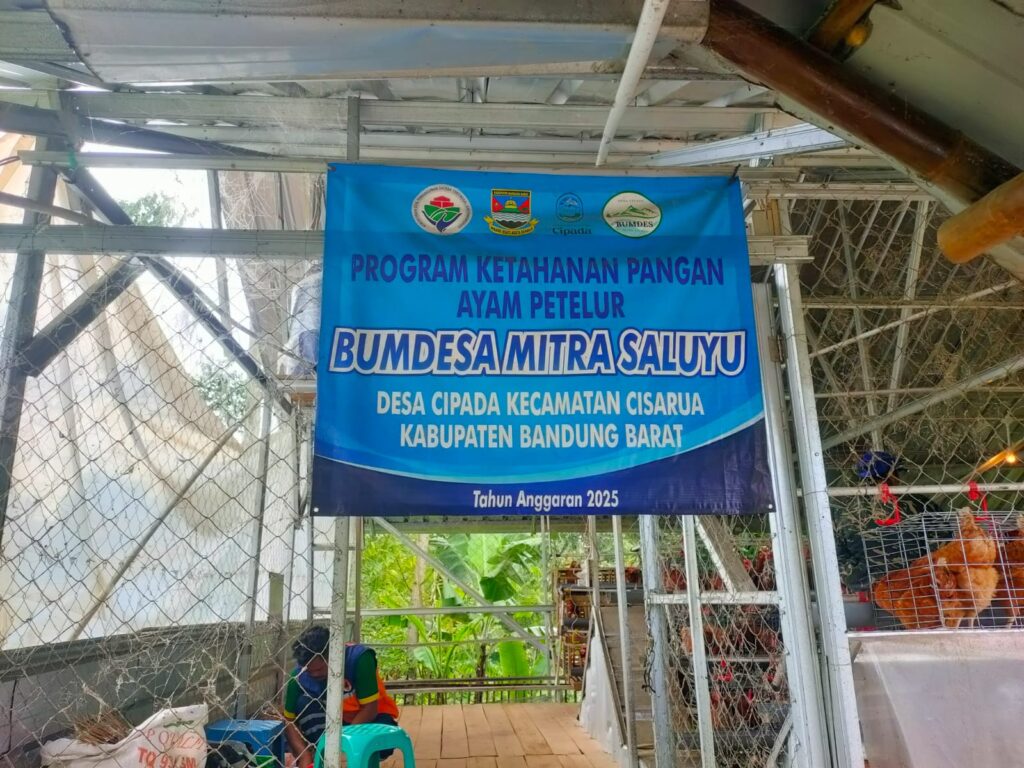 Cipada
BUMDES
PROGRAM KETAHANAN PANGAN
AYAM PETELUR
BUMDESA MITRA SALUYU
DESA CIPADA KECAMATAN CISARUA
KABUPATEN BANDUNG BARAT
Tahun Anggaran 2025